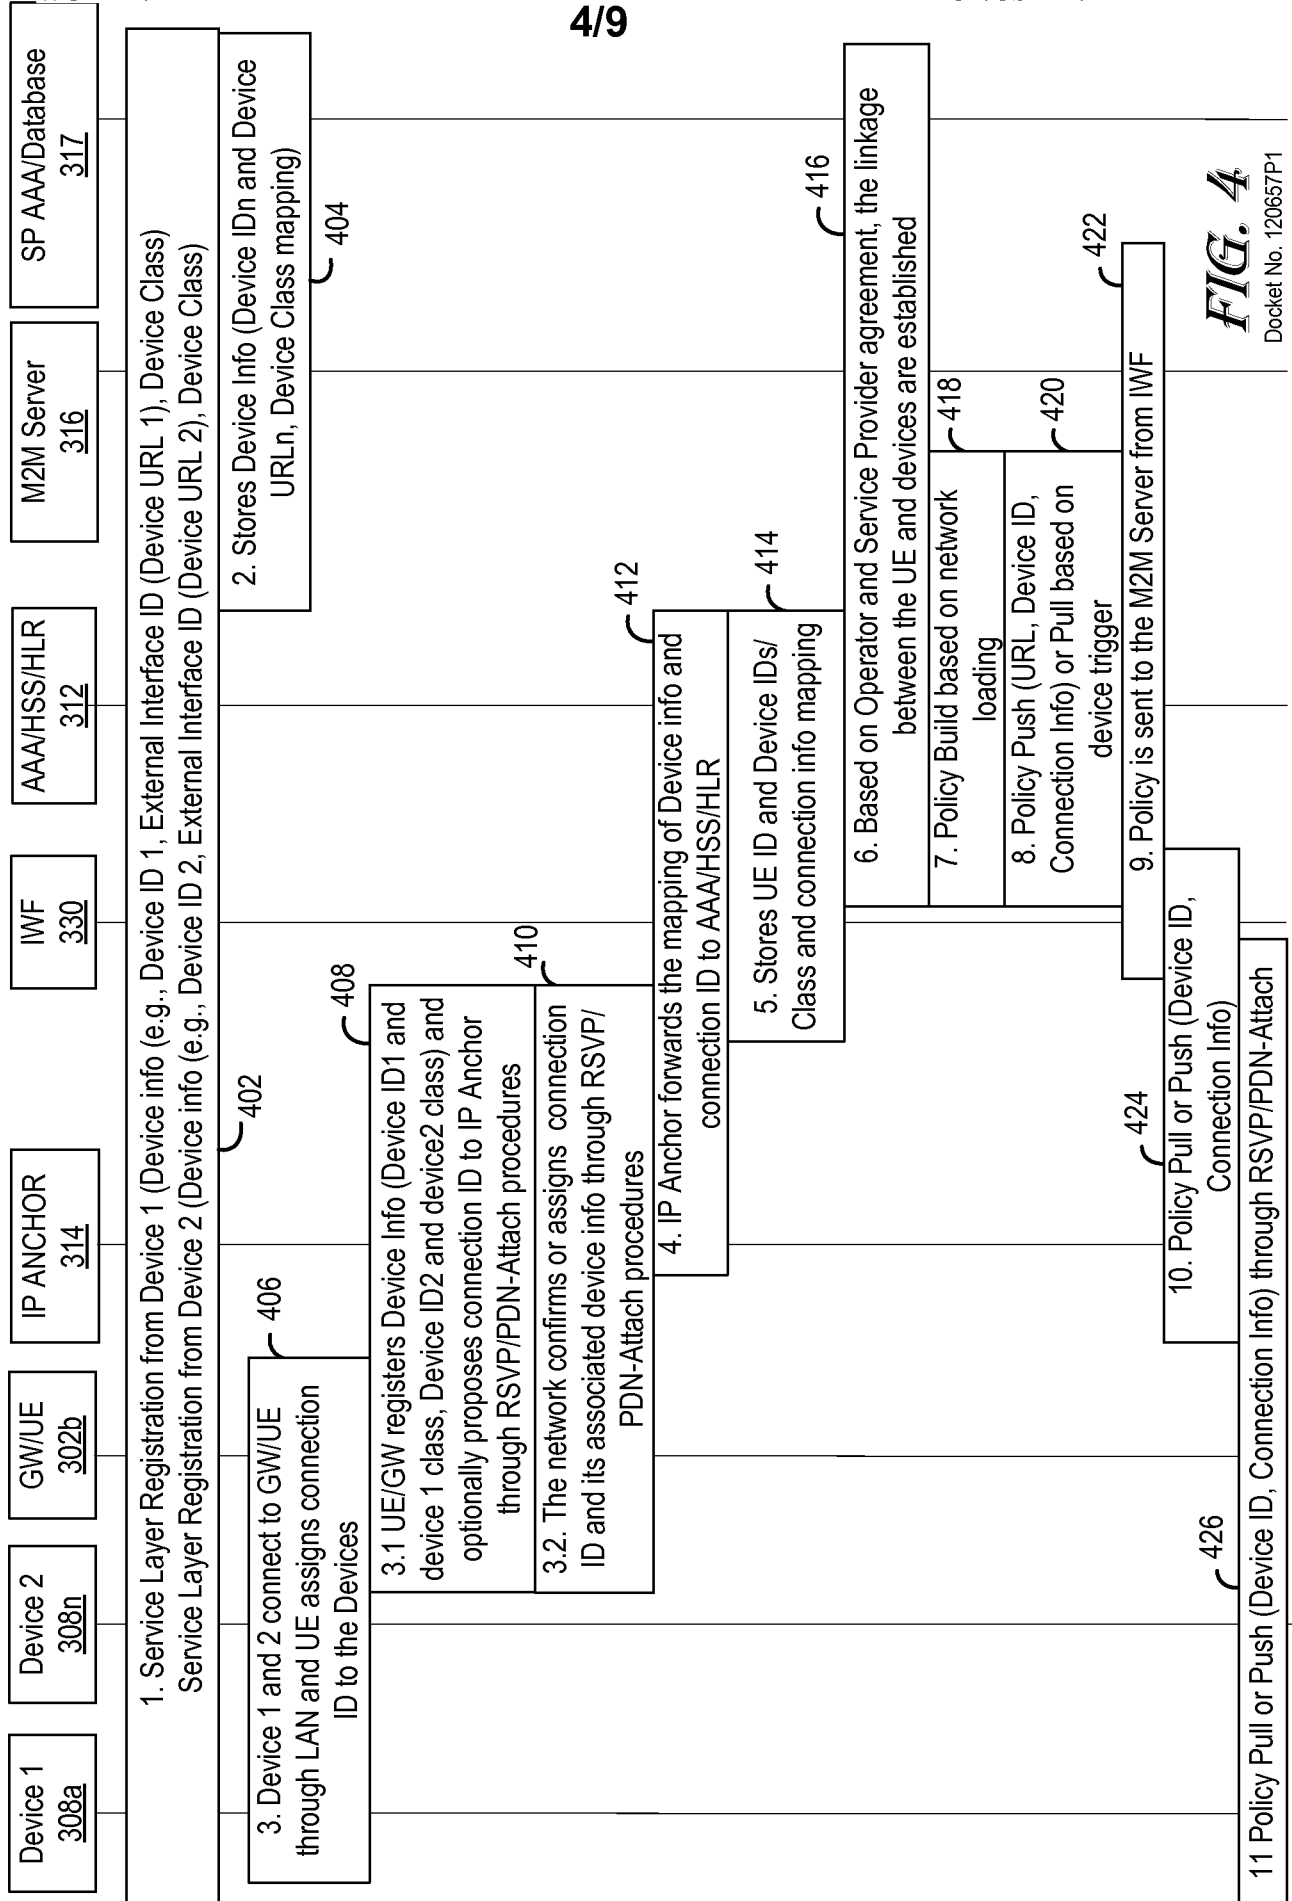 4/9
Device 1
308a
Device 2
308n
GW/UE
302b
IP ANCHOR
314
IWF
330
AAA/HSS/HLR
312
M2M Server
316
SP AAA/Database
317
1. Service Layer Registration from Device 1 (Device info (e.g., Device ID 1, External Interface ID (Device URL 1), Device Class)
Service Layer Registration from Device 2 (Device info (e.g., Device ID 2, External Interface ID (Device URL 2), Device Class)
402
2. Stores Device Info (Device IDn and Device
URLn, Device Class mapping)
404
3. Device 1 and 2 connect to GW/UE
through LAN and UE assigns connection
ID to the Devices
406
3.1 UE/GW registers Device Info (Device ID1 and
device 1 class, Device ID2 and device2 class) and
optionally proposes connection ID to IP Anchor
through RSVP/PDN-Attach procedures
408
3.2. The network confirms or assigns connection
ID and its associated device info through RSVP/
PDN-Attach procedures
410
4. IP Anchor forwards the mapping of Device info and
connection ID to AAA/HSS/HLR
412
5. Stores UE ID and Device IDs/
Class and connection info mapping
414
6. Based on Operator and Service Provider agreement, the linkage
between the UE and devices are established
416
7. Policy Build based on network
loading
418
8. Policy Push (URL, Device ID,
Connection Info) or Pull based on
device trigger
420
9. Policy is sent to the M2M Server from IWF
422
10. Policy Pull or Push (Device ID,
Connection Info)
424
11 Policy Pull or Push (Device ID, Connection Info) through RSVP/PDN-Attach
426
FIG. 4
Docket No. 120657P1